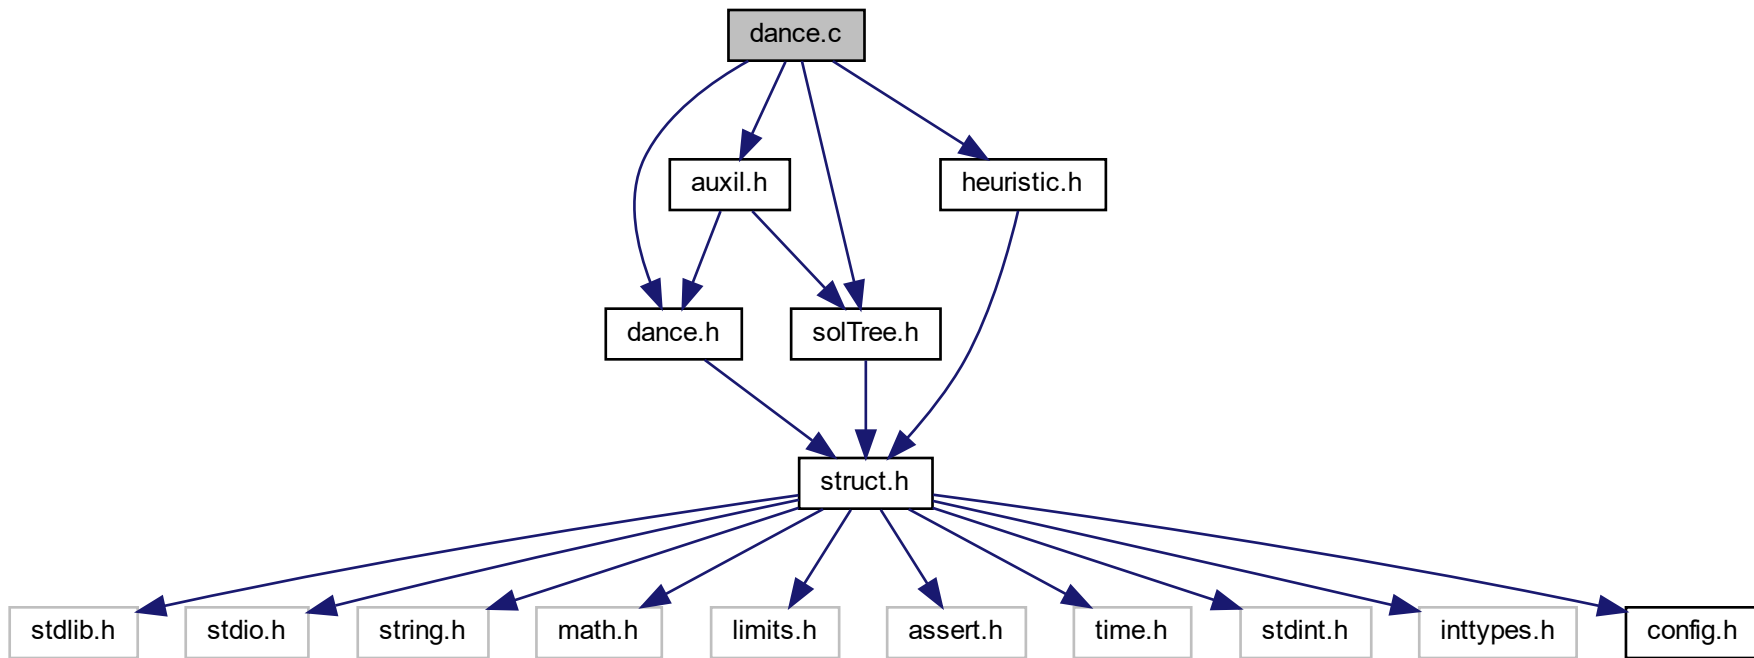 dance.c
auxil.h
heuristic.h
dance.h
solTree.h
struct.h
stdlib.h
stdio.h
string.h
math.h
limits.h
assert.h
time.h
stdint.h
inttypes.h
config.h